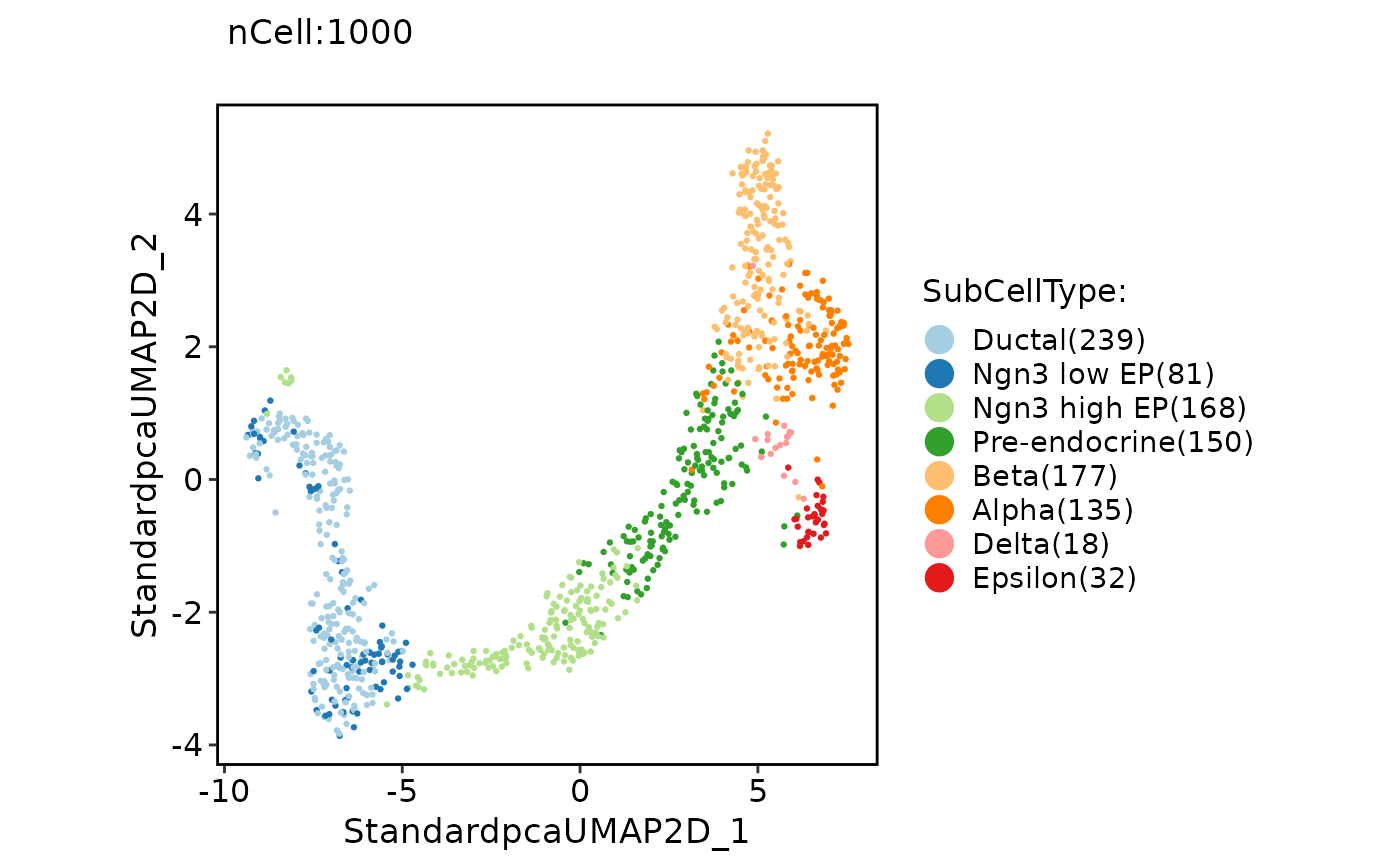 nCell:1000
StandardpcaUMAP2D_2
4
2
0
-2
-4
-10
-5
0
5
StandardpcaUMAP2D_1
SubCellType:
Ductal(239)
Ngn3 low EP(81)
Ngn3 high EP(168)
Pre-endocrine(150)
Beta(177)
Alpha(135)
Delta(18)
Epsilon(32)